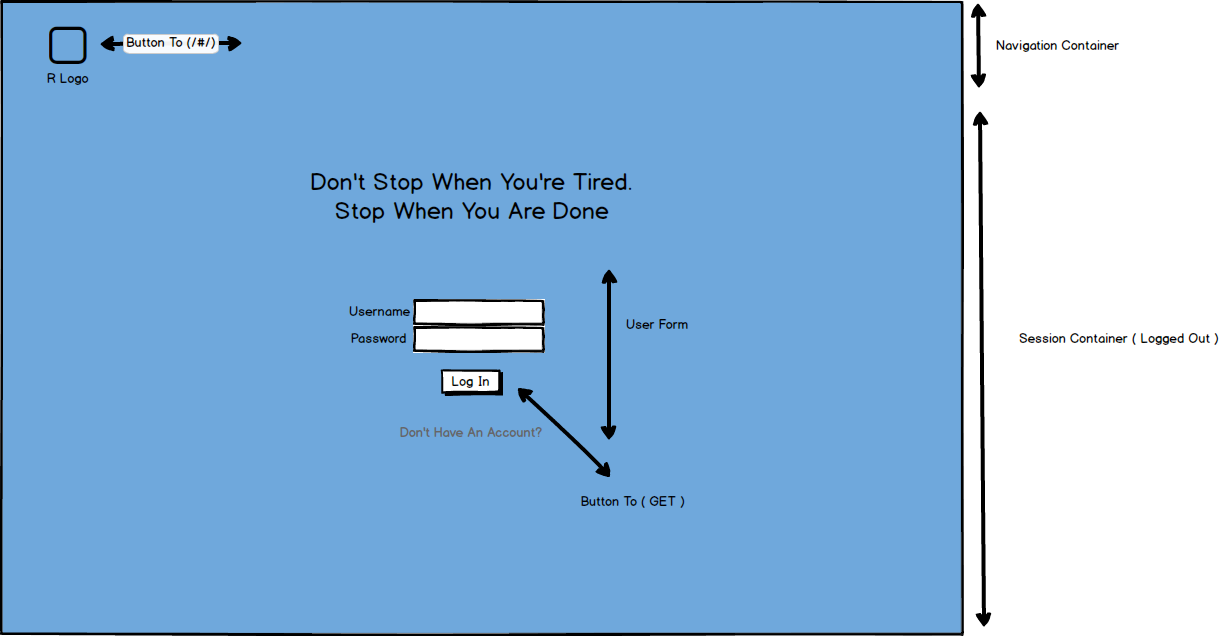 Button To (/#/)
Navigation Container
R Logo
Don't Stop When You're Tired.
Stop When You Are Done
Username
User Form
Password
Session Container ( Logged Out )
Log In
Don't Have An Account?
Button To ( GET )